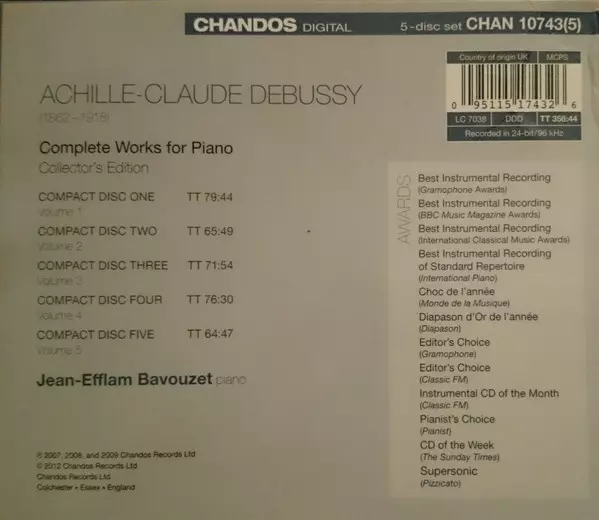 CHANDOS DIGITAL 5-disc set CHAN 10743(5)
Country of origin UK MCPS
0 95115 17432 6
LC 7038 DDD TT 358:44
Recorded in 24-bit/96 kHz
ACHILLE-CLAUDE DEBUSSY
(1862–1918)
Complete Works for Piano
Collector's Edition
COMPACT DISC ONE TT 79:44
Volume 1
COMPACT DISC TWO TT 65:49
Volume 2
COMPACT DISC THREE TT 71:54
Volume 3
COMPACT DISC FOUR TT 76:30
Volume 4
COMPACT DISC FIVE TT 64:47
Volume 5
Jean-Efflam Bavouzet piano
AWARDS
Best Instrumental Recording
(Gramophone Awards)
Best Instrumental Recording
(BBC Music Magazine Awards)
Best Instrumental Recording
(International Classical Music Awards)
Best Instrumental Recording
of Standard Repertoire
(International Piano)
Choc de l'année
(Monde de la Musique)
Diapason d'Or de l'année
(Diapason)
Editor's Choice
(Gramophone)
Editor's Choice
(Classic FM)
Instrumental CD of the Month
(Classic FM)
Pianist's Choice
(Pianist)
CD of the Week
(The Sunday Times)
Supersonic
(Pizzicato)
℗ 2007, 2008, and 2009 Chandos Records Ltd
© 2012 Chandos Records Ltd
Chandos Records Ltd
Colchester • Essex • England